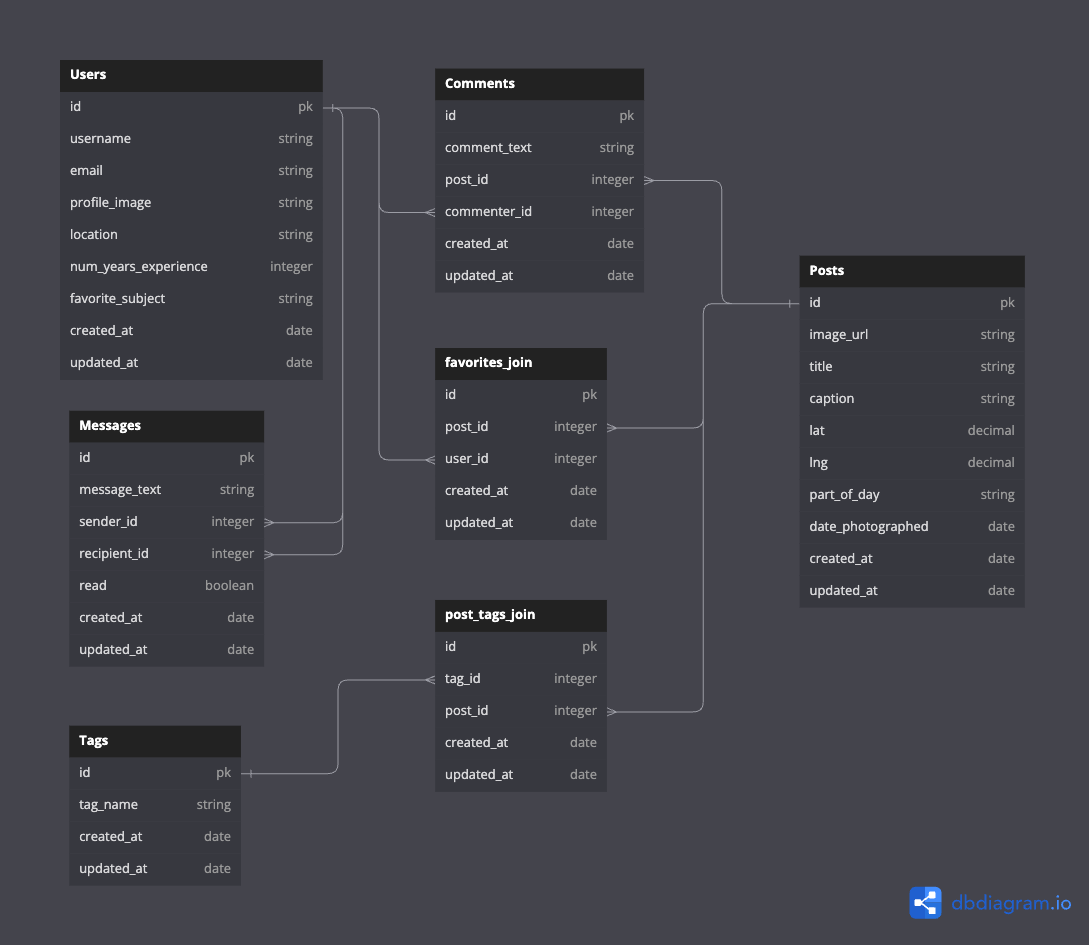 Users
id pk
username string
email string
profile_image string
location string
num_years_experience integer
favorite_subject string
created_at date
updated_at date
Messages
id pk
message_text string
sender_id integer
recipient_id integer
read boolean
created_at date
updated_at date
Tags
id pk
tag_name string
created_at date
updated_at date
Comments
id pk
comment_text string
post_id integer
commenter_id integer
created_at date
updated_at date
favorites_join
id pk
post_id integer
user_id integer
created_at date
updated_at date
post_tags_join
id pk
tag_id integer
post_id integer
created_at date
updated_at date
Posts
id pk
image_url string
title string
caption string
lat decimal
lng decimal
part_of_day string
date_photographed date
created_at date
updated_at date
dbdiagram.io